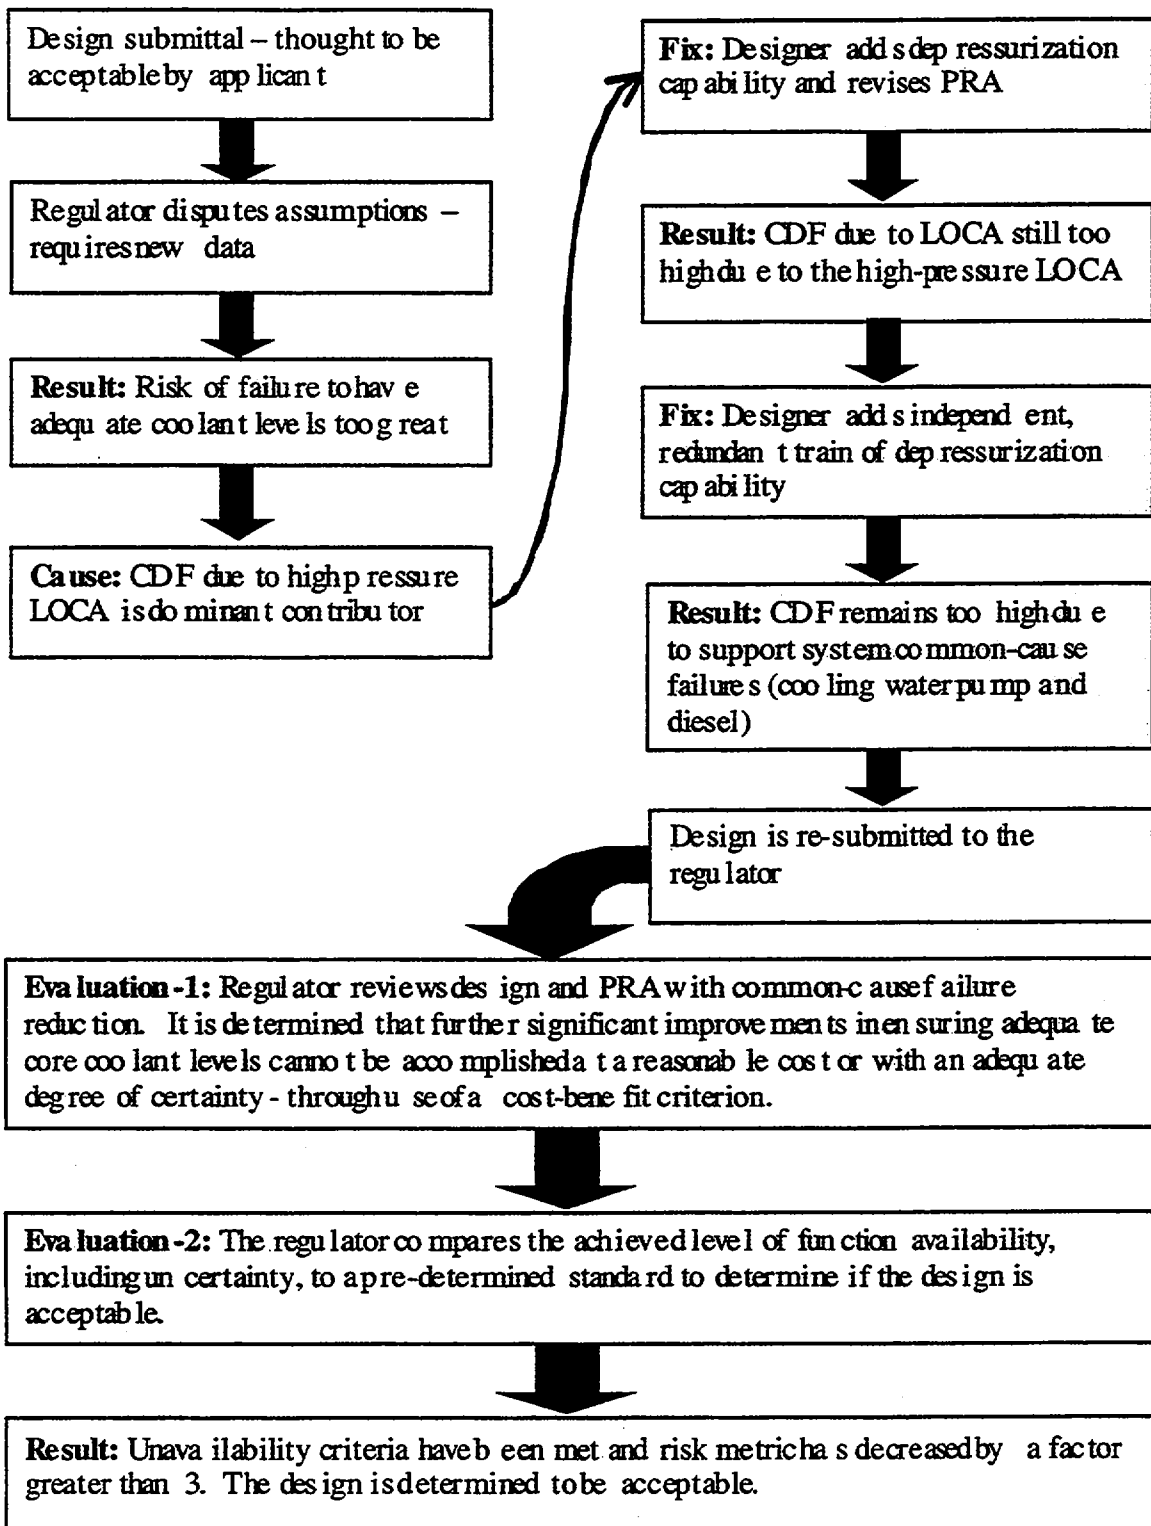 Design submittal – thought to be
acceptable by applicant
Regulator disputes assumptions –
requires new data
Result: Risk of failure to have
adequate coolant levels too great
Cause: CDF due to high pressure
LOCA is dominant contributor
Fix: Designer adds depressurization
capability and revises PRA
Result: CDF due to LOCA still too
high due to the high-pressure LOCA
Fix: Designer adds independent,
redundant train of depressurization
capability
Result: CDF remains too high due
to support system common-cause
failures (cooling water pump and
diesel)
Design is re-submitted to the
regulator
Evaluation-1: Regulator reviews design and PRA with common-cause failure
reduction. It is determined that further significant improvements in ensuring adequate
core coolant levels cannot be accomplished at a reasonable cost or with an adequate
degree of certainty - through use of a cost-benefit criterion.
Evaluation-2: The regulator compares the achieved level of function availability,
including uncertainty, to a pre-determined standard to determine if the design is
acceptable.
Result: Unavailability criteria have been met and risk metric has decreased by a factor
greater than 3. The design is determined to be acceptable.